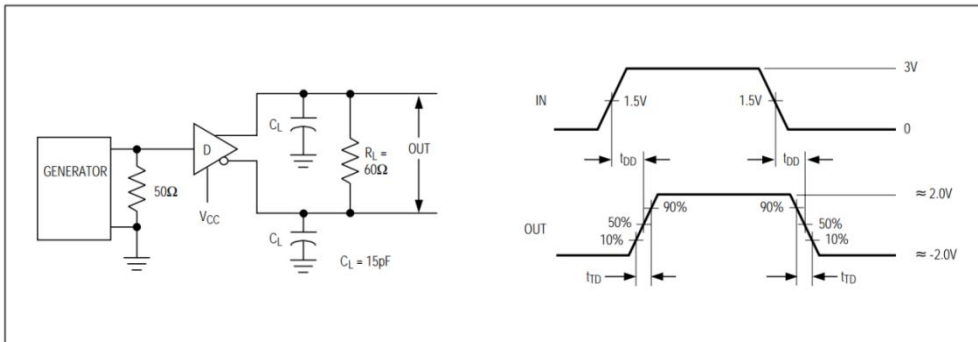 GENERATOR
50Ω
D
VCC
CL
RL =
60Ω
OUT
CL
CL = 15pF
IN
1.5V
1.5V
3V
0
tDD
tDD
OUT
90%
50%
10%
90%
50%
10%
≈ 2.0V
≈ -2.0V
tTD
tTD